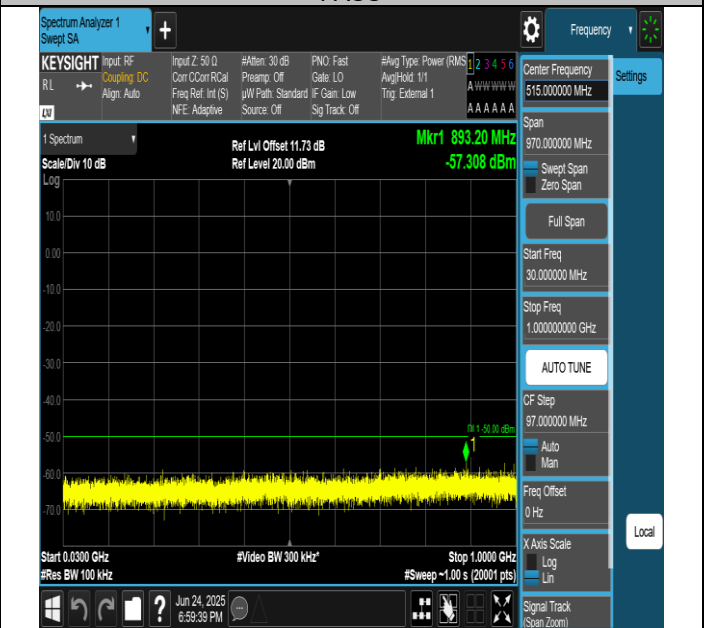 Spectrum Analyzer 1
Swept SA
+
Frequency
KEYSIGHT
RL
LXI
Input: RF
Coupling: DC
Align: Auto
Input Z: 50 Ω
Corr CCorr RCal
Freq Ref: Int (S)
NFE: Adaptive
#Atten: 30 dB
Preamp: Off
µW Path: Standard
Source: Off
PNO: Fast
Gate: LO
IF Gain: Low
Sig Track: Off
#Avg Type: Power (RMS
Avg|Hold: 1/1
Trig: External 1
1 2 3 4 5 6
A W W W W W
A A A A A A
1 Spectrum
Scale/Div 10 dB
Log
Ref Lvl Offset 11.73 dB
Ref Level 20.00 dBm
Mkr1 893.20 MHz
-57.308 dBm
10.0
0.00
-10.0
-20.0
-30.0
-40.0
-50.0
-60.0
-70.0
DL1 -50.00 dBm
1
Start 0.0300 GHz
#Res BW 100 kHz
#Video BW 300 kHz*
Stop 1.0000 GHz
#Sweep ~1.00 s (20001 pts)
Center Frequency
515.000000 MHz
Span
970.000000 MHz
Swept Span
Zero Span
Full Span
Start Freq
30.000000 MHz
Stop Freq
1.000000000 GHz
AUTO TUNE
CF Step
97.000000 MHz
Auto
Man
Freq Offset
0 Hz
X Axis Scale
Log
Lin
Signal Track
(Span Zoom)
Settings
Local
?
Jun 24, 2025
6:59:39 PM